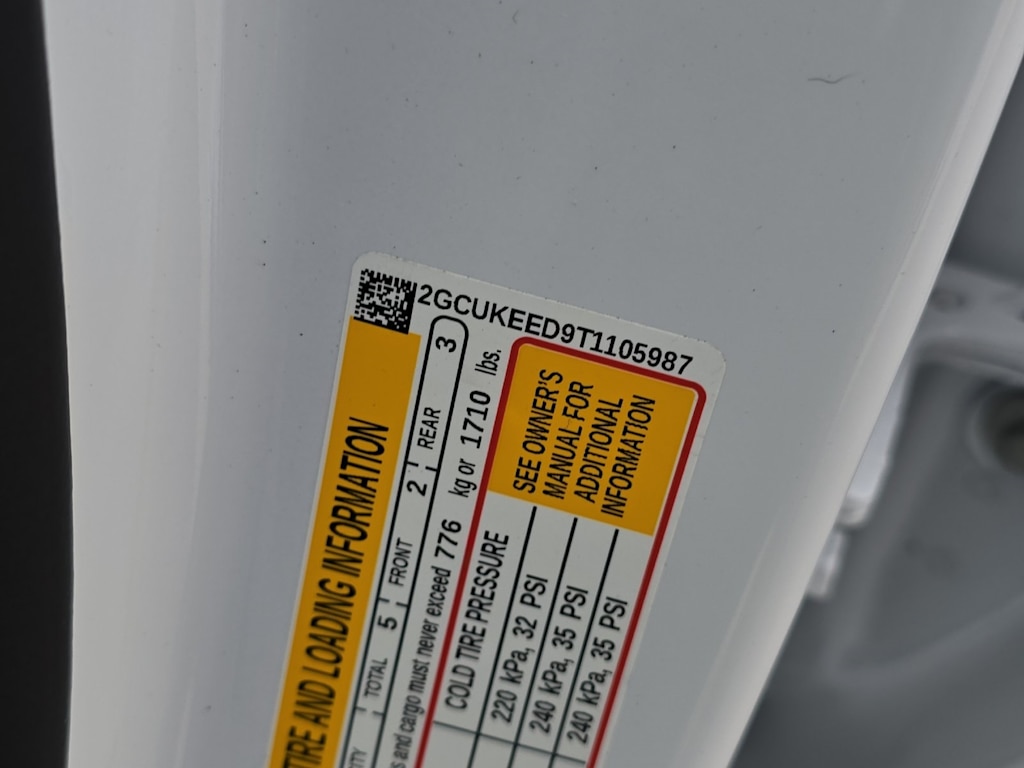 2GCUKEED9T1105987
TIRE AND LOADING INFORMATION
TOTAL 5 FRONT 2 REAR 3
and cargo must never exceed 776 kg or 1710 lbs.
COLD TIRE PRESSURE
220 kPa, 32 PSI
240 kPa, 35 PSI
240 kPa, 35 PSI
SEE OWNER'S
MANUAL FOR
ADDITIONAL
INFORMATION